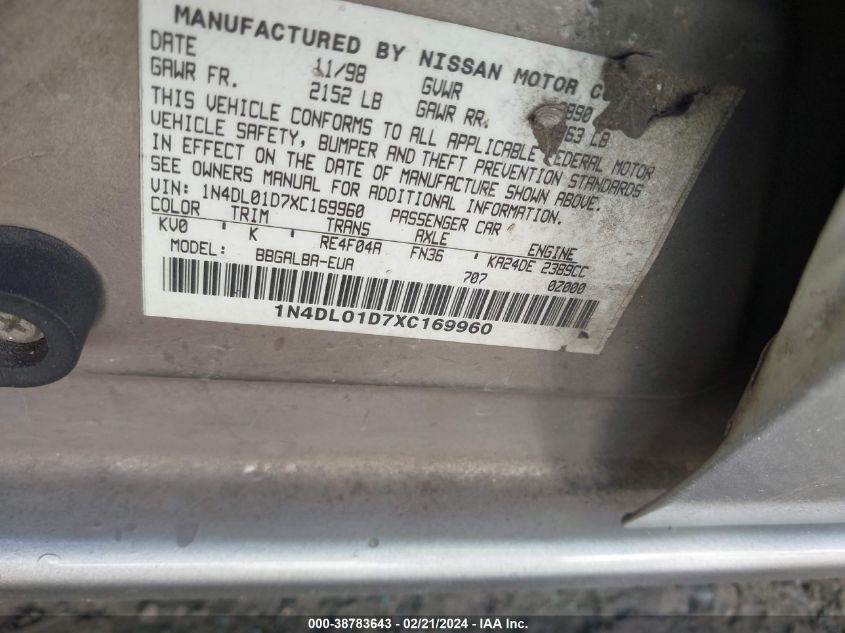 MANUFACTURED BY NISSAN MOTOR
DATE 11/98 GVWR
GAWR FR. 2152 LB GAWR RR. LB
THIS VEHICLE CONFORMS TO ALL APPLICABLE FEDERAL MOTOR
VEHICLE SAFETY, BUMPER AND THEFT PREVENTION STANDARDS
IN EFFECT ON THE DATE OF MANUFACTURE SHOWN ABOVE.
SEE OWNERS MANUAL FOR ADDITIONAL INFORMATION.
VIN: 1N4DL01D7XC169960 PASSENGER CAR
COLOR TRIM TRANS AXLE ENGINE
KV0 K RE4F04A FN36 KA24DE 2389CC
MODEL: BBGALBA-EUA 707 02000
1N4DL01D7XC169960
000-38783643 / 02/21/2024 - IAA Inc.